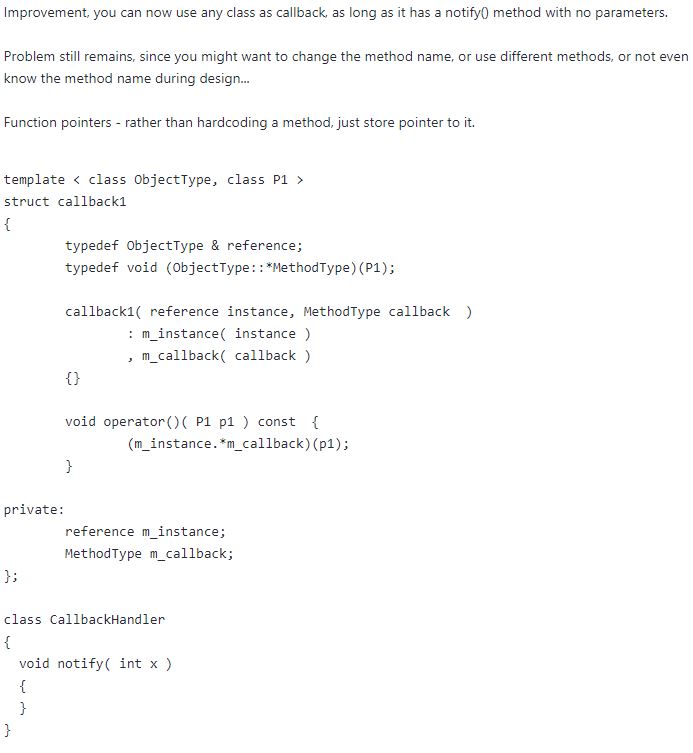 Improvement, you can now use any class as callback, as long as it has a notify() method with no parameters.
Problem still remains, since you might want to change the method name, or use different methods, or not even
know the method name during design...
Function pointers - rather than hardcoding a method, just store pointer to it.
template < class ObjectType, class P1 >
struct callback1
{
        typedef ObjectType & reference;
        typedef void (ObjectType::*MethodType)(P1);
        callback1( reference instance, MethodType callback  )
                : m_instance( instance )
                , m_callback( callback )
        {}
        void operator()( P1 p1 ) const  {
                (m_instance.*m_callback)(p1);
        }
private:
        reference m_instance;
        MethodType m_callback;
};
class CallbackHandler
{
  void notify( int x )
  {
  }
}